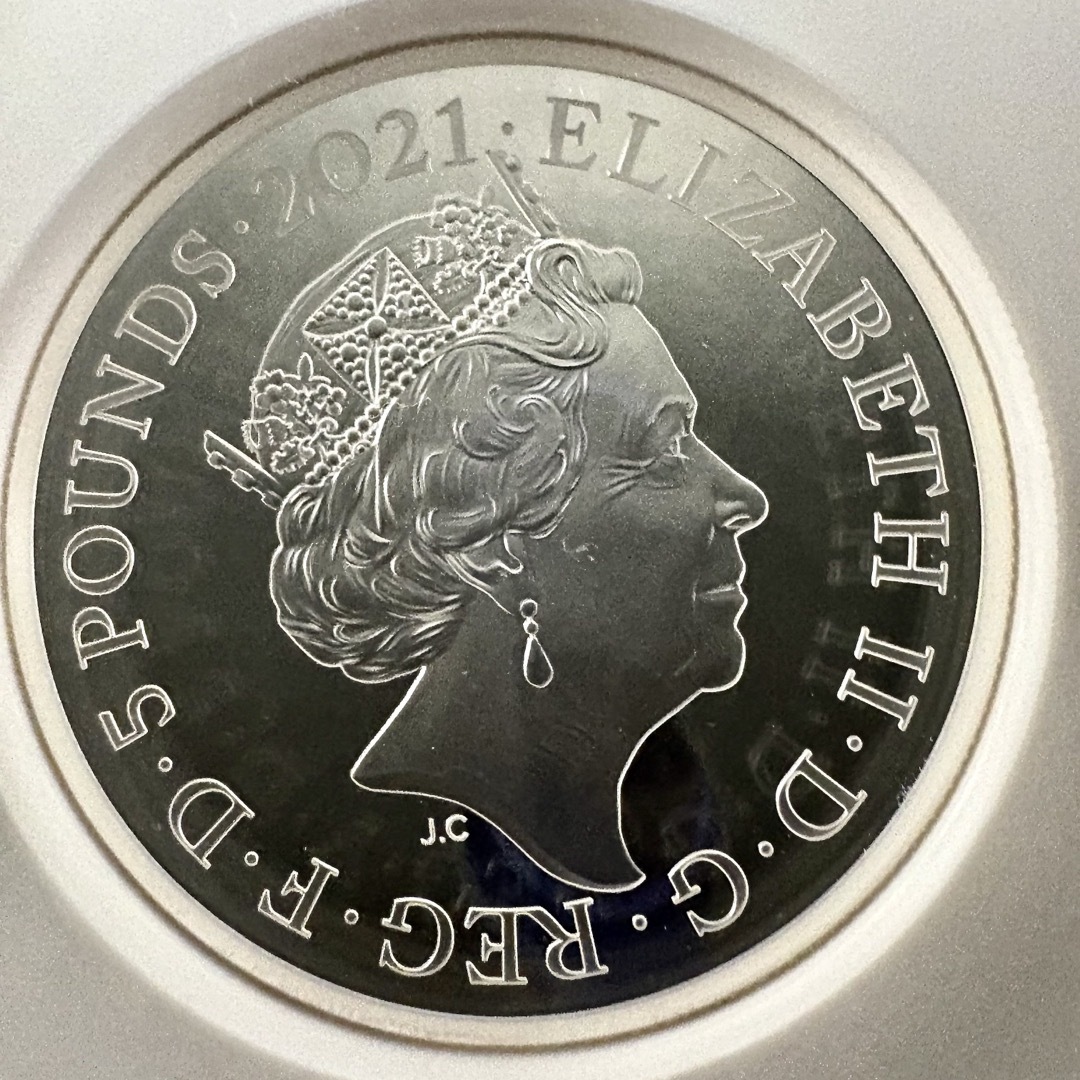 ELIZABETH II · D · G · REG · F · D · 5 POUNDS · 2021 ·
J.C